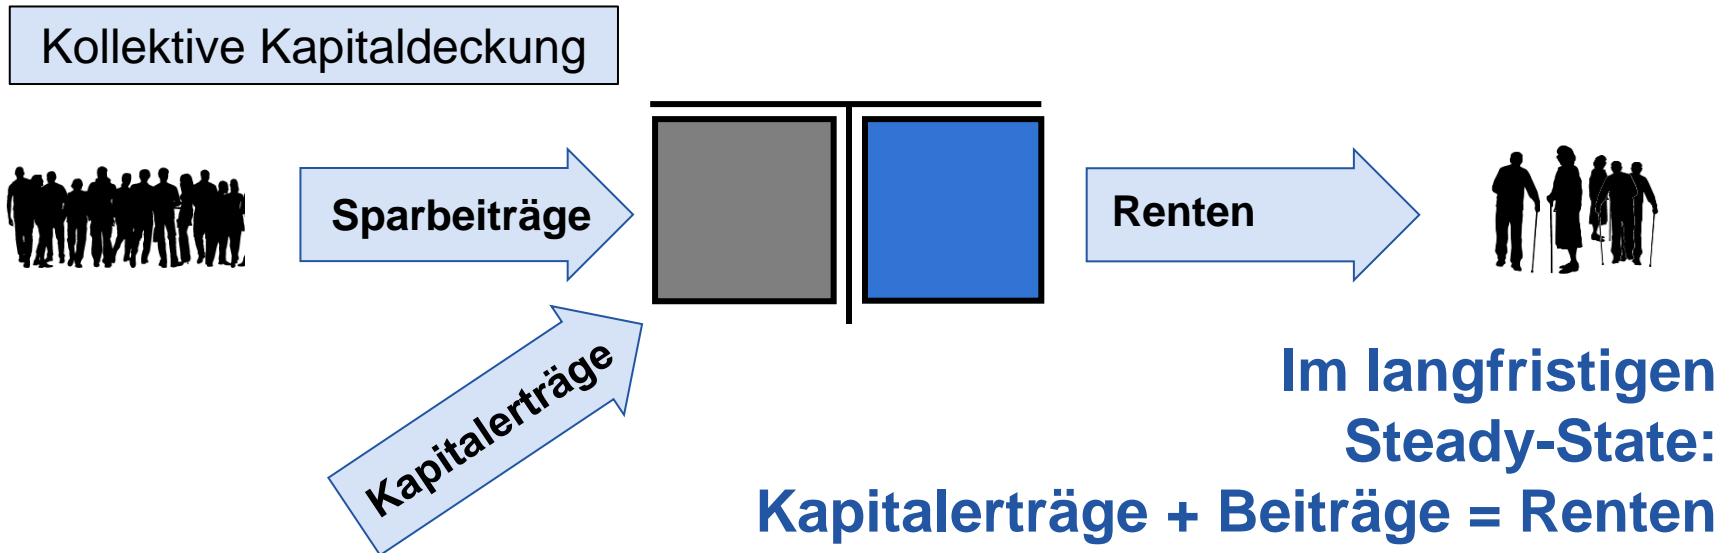 Kollektive Kapitaldeckung
Sparbeiträge
Renten
Kapitalerträge
Im langfristigen
Steady-State:
Kapitalerträge + Beiträge = Renten